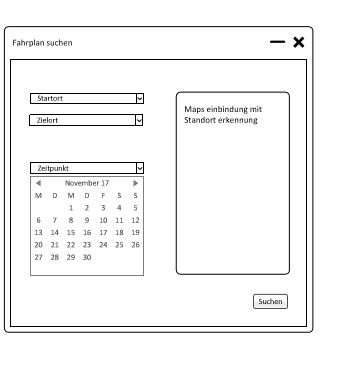 Fahrplan suchen
Startort
Zielort
Maps einbindung mit
Standort erkennung
Zeitpunkt
November 17
M D M D F S S
1 2 3 4 5
6 7 8 9 10 11 12
13 14 15 16 17 18 19
20 21 22 23 24 25 26
27 28 29 30
Suchen